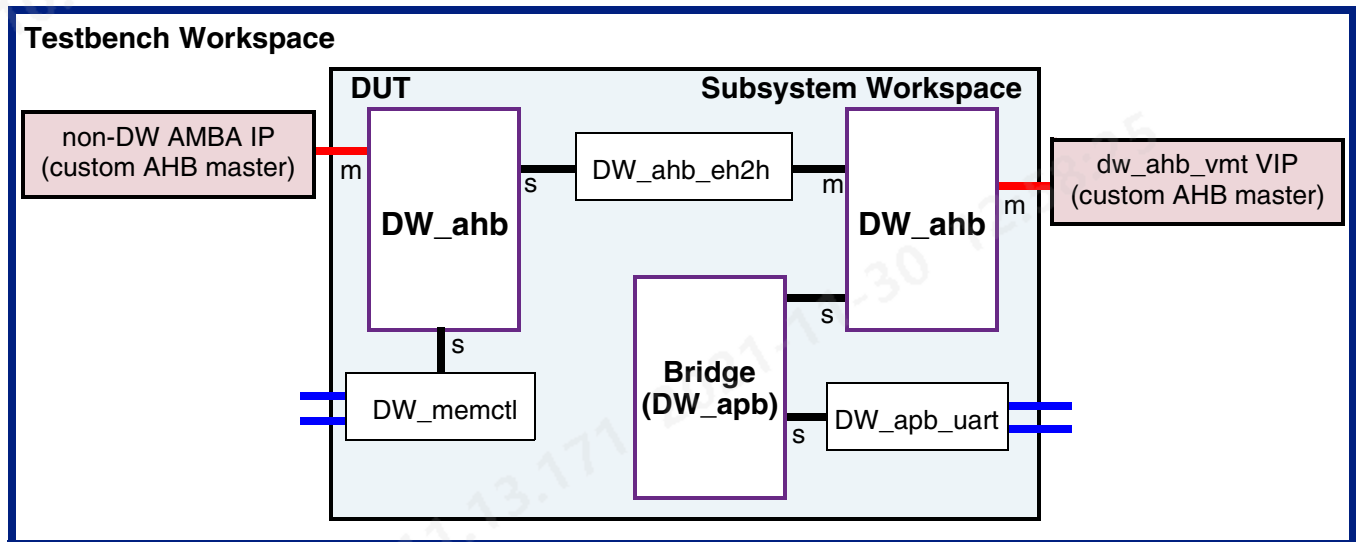 Testbench Workspace
DUT
Subsystem Workspace
non-DW AMBA IP
(custom AHB master)
m
DW_ahb
s
DW_ahb_eh2h
m
DW_ahb
m
dw_ahb_vmt VIP
(custom AHB master)
s
s
DW_memctl
Bridge
(DW_apb)
s
DW_apb_uart